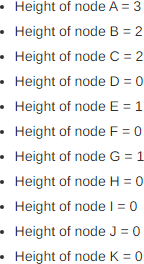 • Height of node A = 3
• Height of node B = 2
• Height of node C = 2
• Height of node D = 0
• Height of node E = 1
• Height of node F = 0
• Height of node G = 1
• Height of node H = 0
• Height of node I = 0
• Height of node J = 0
• Height of node K = 0